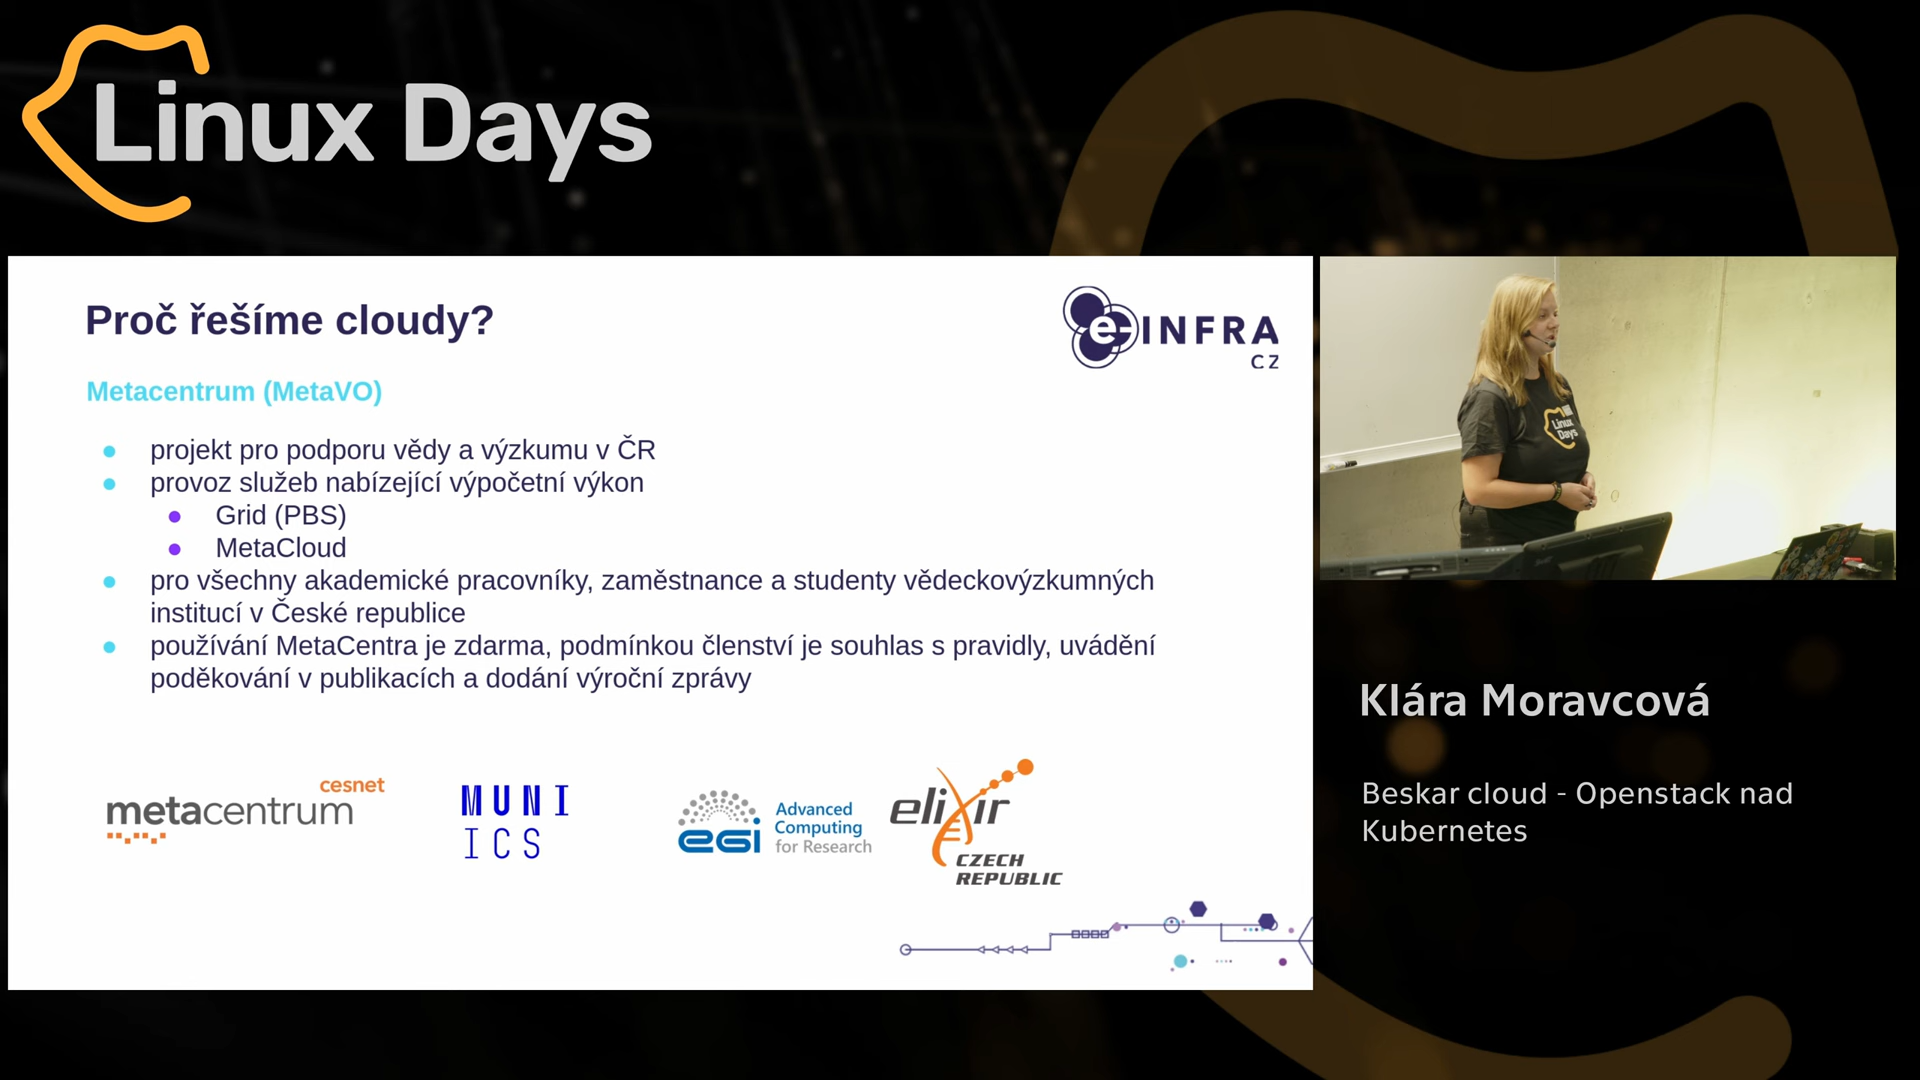 Linux Days
Proč řešíme cloudy?
e-INFRA
CZ
Metacentrum (MetaVO)
projekt pro podporu vědy a výzkumu v ČR
provoz služeb nabízející výpočetní výkon
Grid (PBS)
MetaCloud
pro všechny akademické pracovníky, zaměstnance a studenty vědeckovýzkumných
institucí v České republice
používání MetaCentra je zdarma, podmínkou členství je souhlas s pravidly, uvádění
poděkování v publikacích a dodání výroční zprávy
cesnet
metacentrum
MUNI
ICS
egi
Advanced
Computing
for Research
elixir
CZECH
REPUBLIC
Linux
Days
Klára Moravcová
Beskar cloud - Openstack nad
Kubernetes